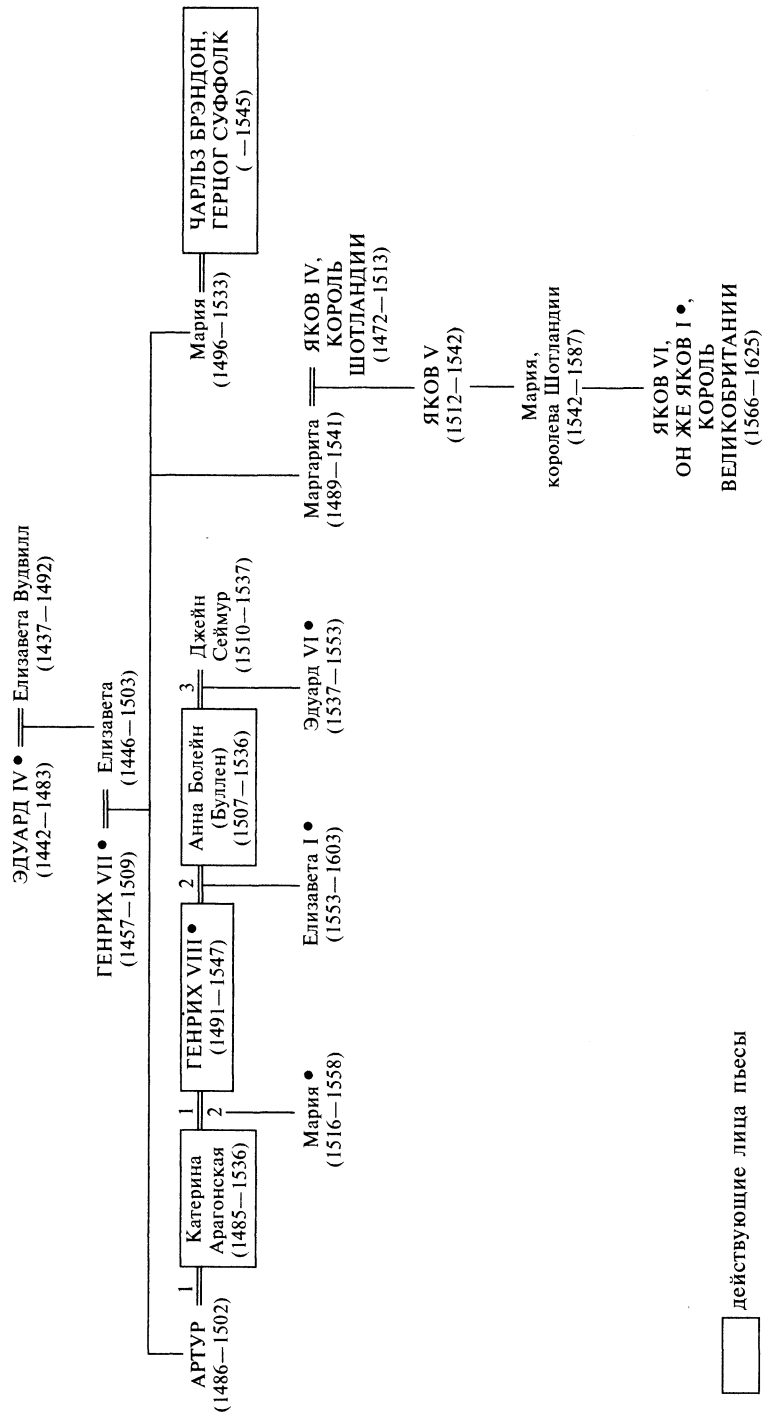 ЭДУАРД IV ● Елизавета Вудвилл
(1442—1483) (1437—1492)
ГЕНРИХ VII ● Елизавета
(1457—1509) (1446—1503)
АРТУР
(1486—1502)
1
Катерина
Арагонская
(1485—1536)
1
2
ГЕНРИХ VIII ●
(1491—1547)
2
Анна Болейн
(Буллен)
(1507—1536)
3
Джейн
Сеймур
(1510—1537)
Мария
(1496—1533)
ЧАРЛЬЗ БРЭНДОН,
ГЕРЦОГ СУФФОЛК
( —1545)
Мария ●
(1516—1558)
Елизавета I ●
(1553—1603)
Эдуард VI ●
(1537—1553)
Маргарита
(1489—1541)
ЯКОВ IV,
КОРОЛЬ
ШОТЛАНДИИ
(1472—1513)
ЯКОВ V
(1512—1542)
Мария,
королева Шотландии
(1542—1587)
ЯКОВ VI,
ОН ЖЕ ЯКОВ I ●,
КОРОЛЬ
ВЕЛИКОБРИТАНИИ
(1566—1625)
действующие лица пьесы